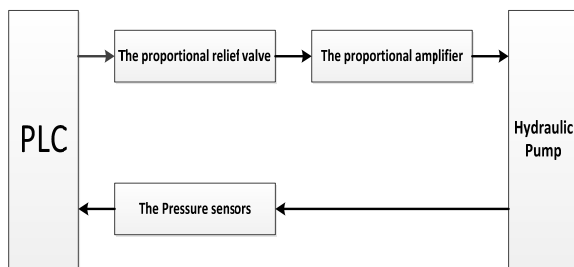 PLC
The proportional relief valve
The proportional amplifier
Hydraulic
Pump
The Pressure sensors